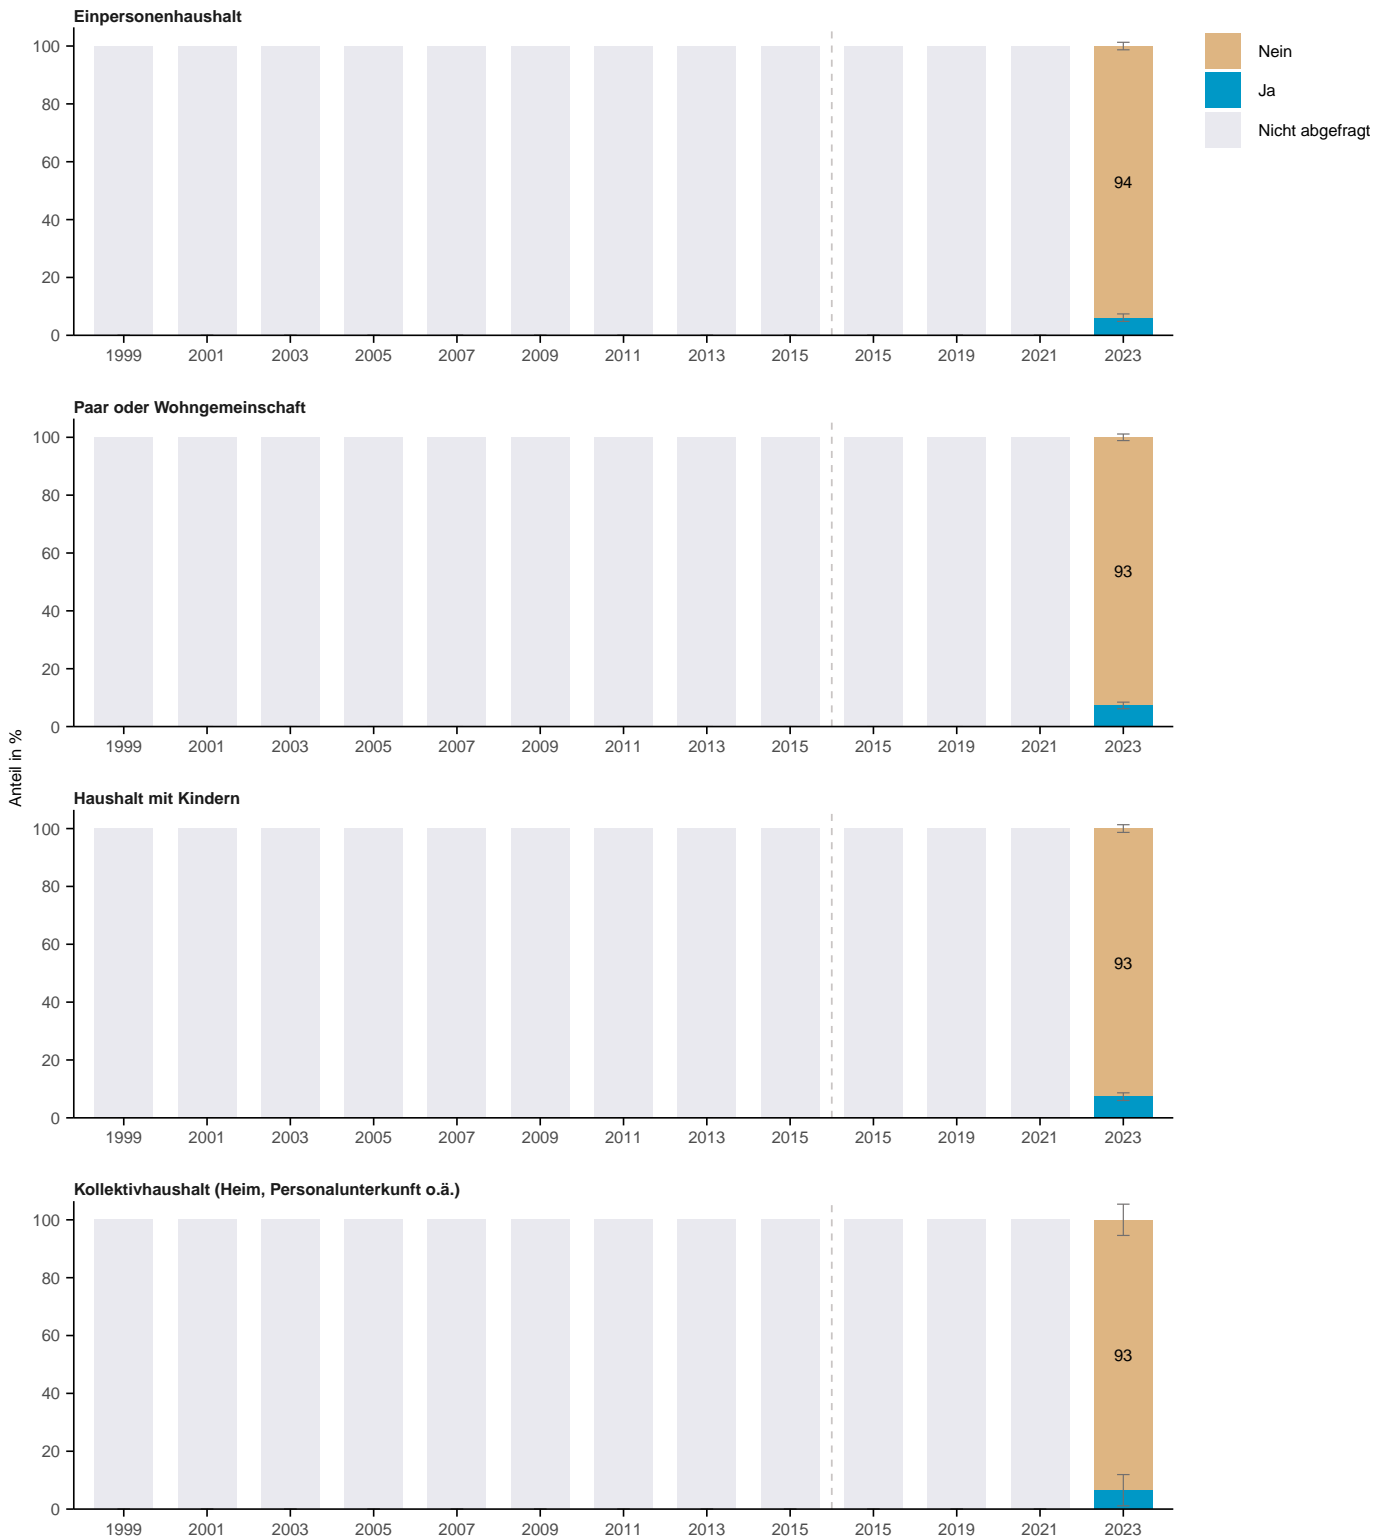 Einpersonenhaushalt
100
80
60
40
20
0
94
1999 2001 2003 2005 2007 2009 2011 2013 2015 2015 2019 2021 2023
Nein
Ja
Nicht abgefragt
Paar oder Wohngemeinschaft
100
80
60
40
20
0
93
1999 2001 2003 2005 2007 2009 2011 2013 2015 2015 2019 2021 2023
Anteil in %
Haushalt mit Kindern
100
80
60
40
20
0
93
1999 2001 2003 2005 2007 2009 2011 2013 2015 2015 2019 2021 2023
Kollektivhaushalt (Heim, Personalunterkunft o.ä.)
100
80
60
40
20
0
93
1999 2001 2003 2005 2007 2009 2011 2013 2015 2015 2019 2021 2023